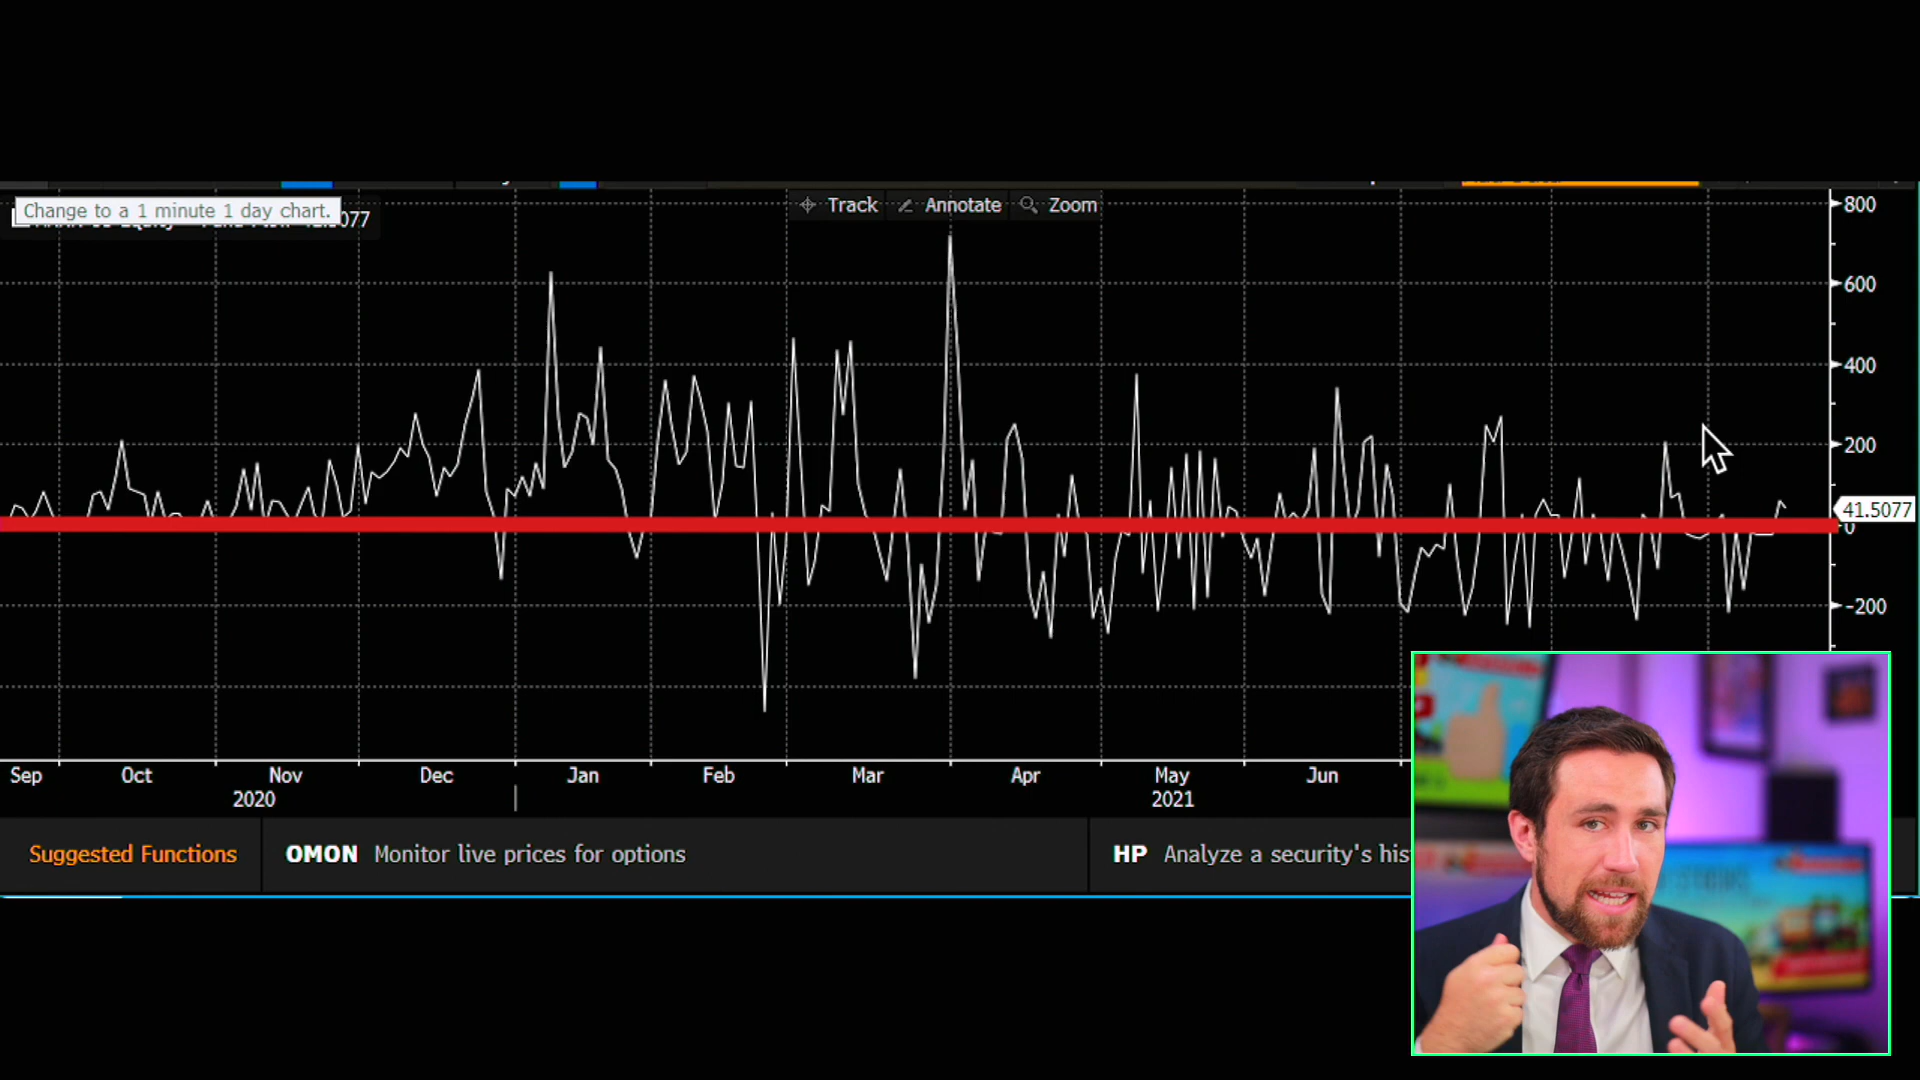 Change to a 1 minute 1 day chart.
Track
Annotate
Zoom
800
600
400
200
41.5077
0
-200
Sep
Oct
Nov
Dec
Jan
Feb
Mar
Apr
May
Jun
2020
2021
Suggested Functions
OMON Monitor live prices for options
HP Analyze a security's his